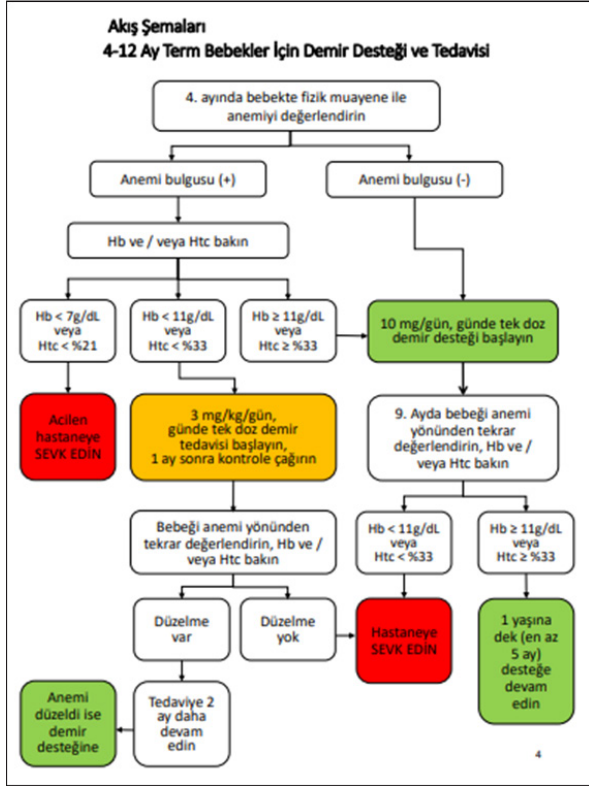 Akış Şemaları
4-12 Ay Term Bebekler İçin Demir Desteği ve Tedavisi
4. ayında bebekte fizik muayene ile
anemiyi değerlendirin
Anemi bulgusu (+)
Anemi bulgusu (-)
Hb ve / veya Htc bakın
Hb < 7g/dL
veya
Htc < %21
Hb < 11g/dL
veya
Htc < %33
Hb ≥ 11g/dL
veya
Htc ≥ %33
10 mg/gün, günde tek doz
demir desteği başlayın
Acilen
hastaneye
SEVK EDİN
3 mg/kg/gün,
günde tek doz demir
tedavisi başlayın,
1 ay sonra kontrole çağırın
9. Ayda bebeği anemi
yönünden tekrar
değerlendirin, Hb ve /
veya Htc bakın
Bebeği anemi yönünden
tekrar değerlendirin, Hb ve /
veya Htc bakın
Hb < 11g/dL
veya
Htc < %33
Hb ≥ 11g/dL
veya
Htc ≥ %33
Düzelme
var
Düzelme
yok
Hastaneye
SEVK EDİN
1 yaşına
dek (en az
5 ay)
desteğe
devam
edin
Anemi
düzeldi ise
demir
desteğine
Tedaviye 2
ay daha
devam
edin
4